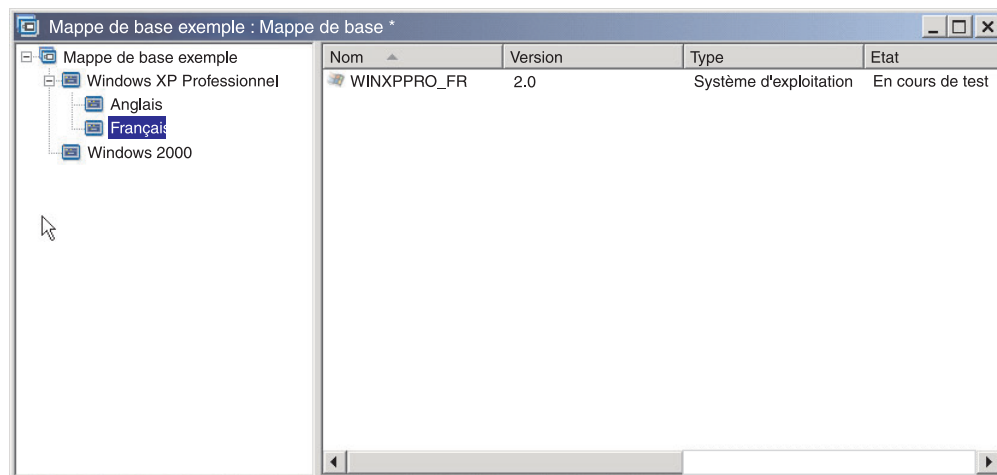 Mappe de base exemple : Mappe de base *
Mappe de base exemple
Windows XP Professionnel
Anglais
Français
Windows 2000
Nom Version Type Etat
WINXPPRO_FR 2.0 Système d'exploitation En cours de test